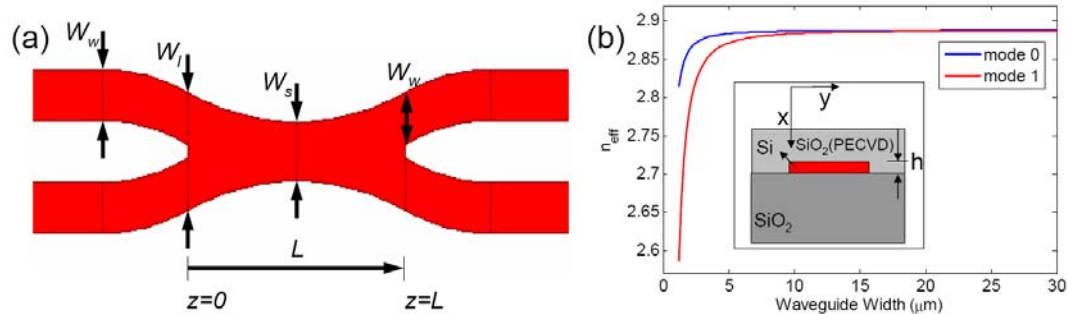 (a)
W_w
W_l
W_s
W_w
L
z=0
z=L
(b)
n_eff
2.9
2.85
2.8
2.75
2.7
2.65
2.6
0
5
10
15
20
25
30
Waveguide Width (μm)
mode 0
mode 1
y
x
Si
SiO₂(PECVD)
h
SiO₂